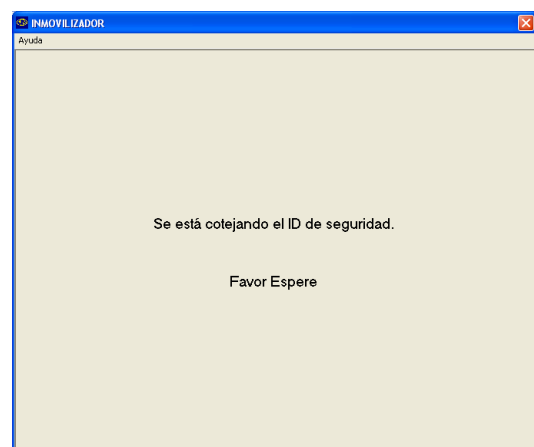 INMOVILIZADOR
Ayuda
Se está cotejando el ID de seguridad.
Favor Espere